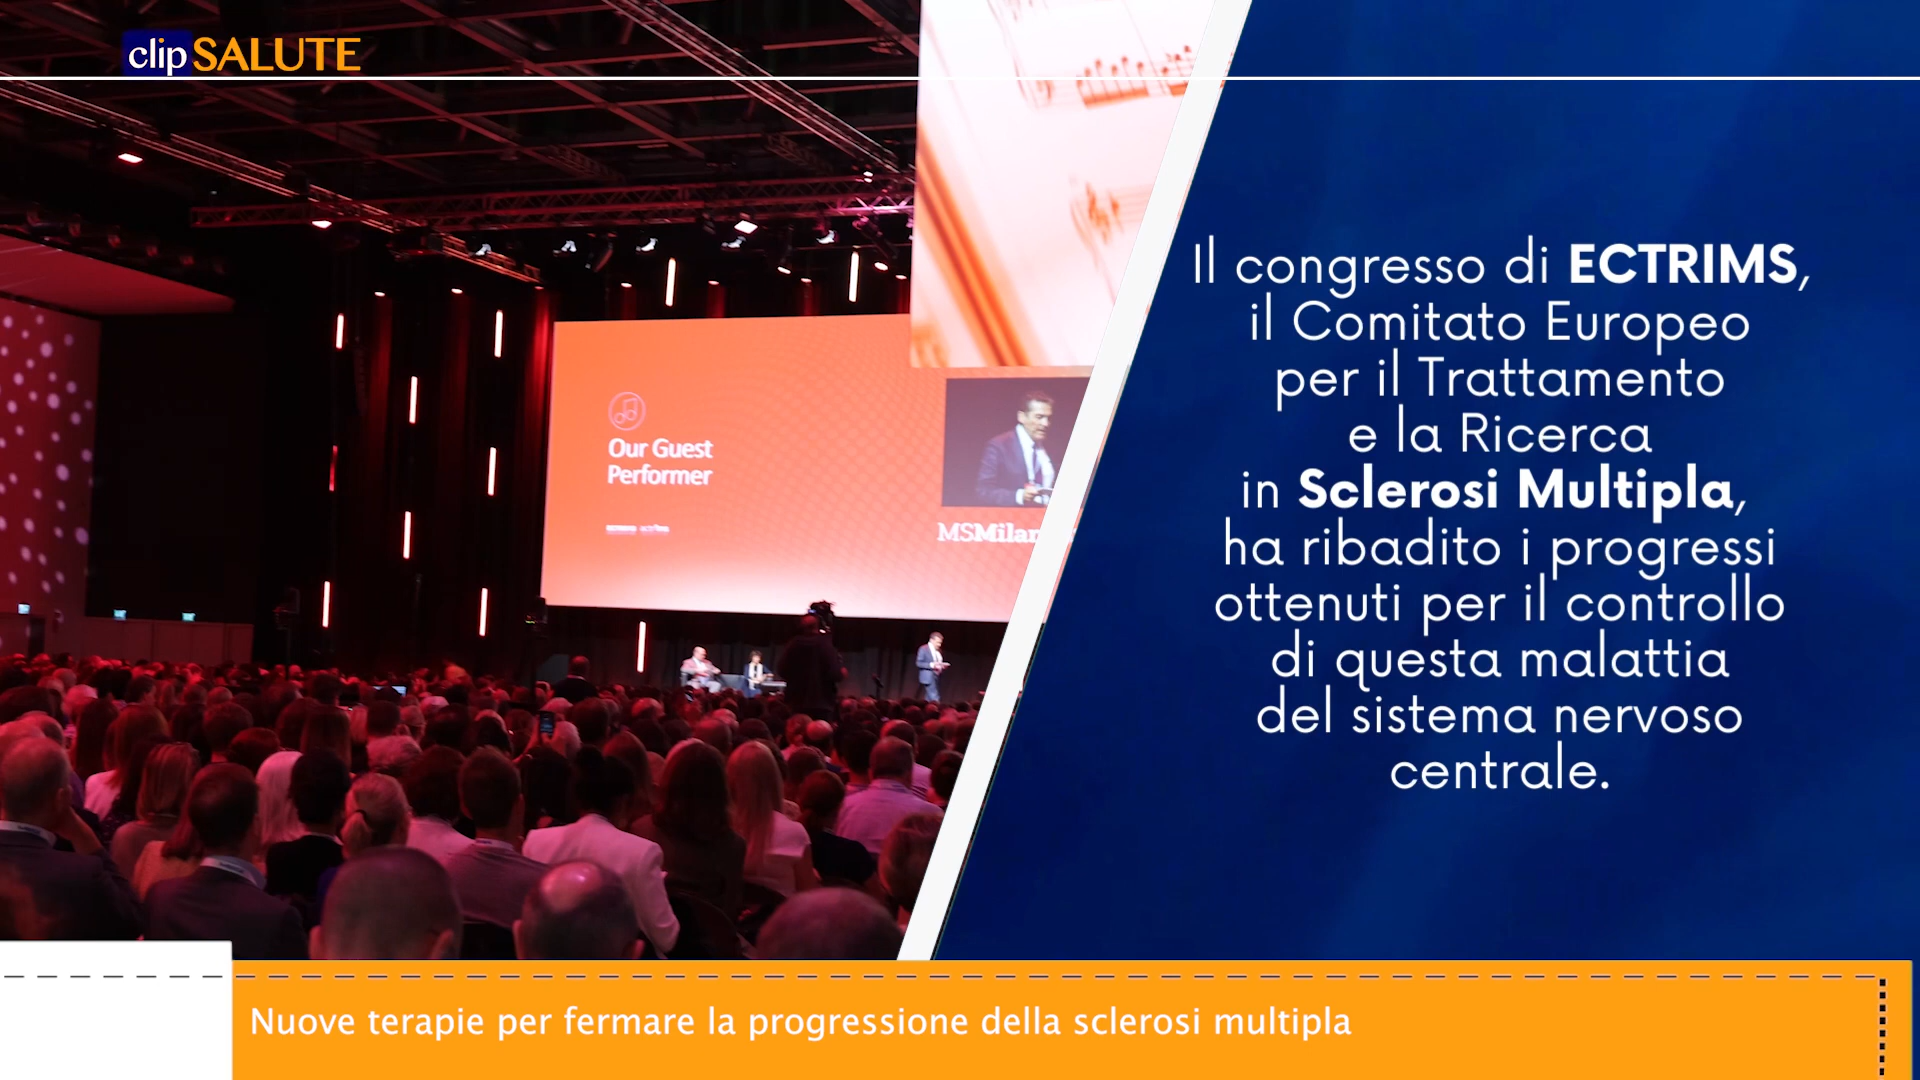 clipSALUTE
Our Guest
Performer
MSMilan
Il congresso di ECTRIMS,
il Comitato Europeo
per il Trattamento
e la Ricerca
in Sclerosi Multipla,
ha ribadito i progressi
ottenuti per il controllo
di questa malattia
del sistema nervoso
centrale.
Nuove terapie per fermare la progressione della sclerosi multipla